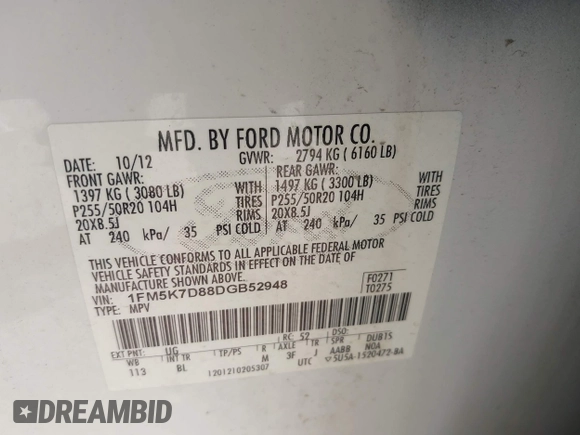 MFD. BY FORD MOTOR CO.
DATE: 10/12 GVWR: 2794 KG ( 6160 LB)
FRONT GAWR: REAR GAWR:
1397 KG ( 3080 LB) WITH 1497 KG ( 3300 LB) WITH
P255/50R20 104H TIRES P255/50R20 104H TIRES
20X8.5J RIMS 20X8.5J RIMS
AT 240 kPa/ 35 PSI COLD AT 240 kPa/ 35 PSI COLD
THIS VEHICLE CONFORMS TO ALL APPLICABLE FEDERAL MOTOR
VEHICLE SAFETY STANDARDS IN EFFECT ON THE DATE OF
MANUFACTURE SHOWN ABOVE.
VIN: 1FM5K7D88DGB52948 F0271
TYPE: MPV T0275
EXT PNT: UG RC: 52 DSO:
WB INT TR TP/PS R AXLE TR SPR DUBTS
113 BL M 3F J AABB NOA
1201210205307 UTC
DREAMBID